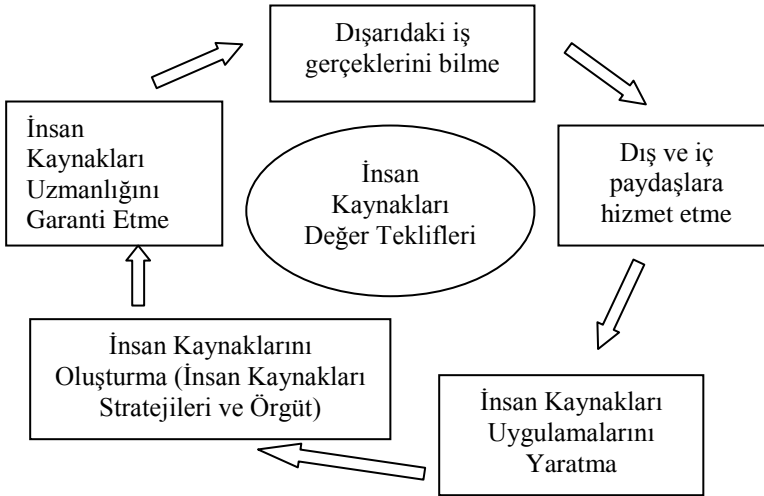 Dışarıdaki iş
gerçeklerini bilme
Dış ve iç
paydaşlara
hizmet etme
İnsan Kaynakları
Uygulamalarını
Yaratma
İnsan Kaynaklarını
Oluşturma (İnsan Kaynakları
Stratejileri ve Örgüt)
İnsan
Kaynakları
Uzmanlığını
Garanti Etme
İnsan
Kaynakları
Değer Teklifleri